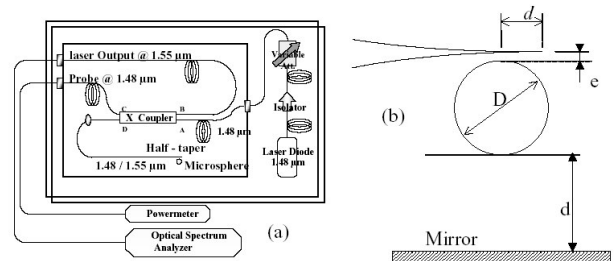 laser Output @ 1.55 µm
Probe @ 1.48 µm
Variable
Att.
Isolator
C
B
X Coupler
D
A
1.48 µm
Laser Diode
1.48 µm
Half - taper
1.48 / 1.55 µm
Microsphere
Powermeter
Optical Spectrum
Analyzer
(a)
d
e
D
(b)
d
Mirror